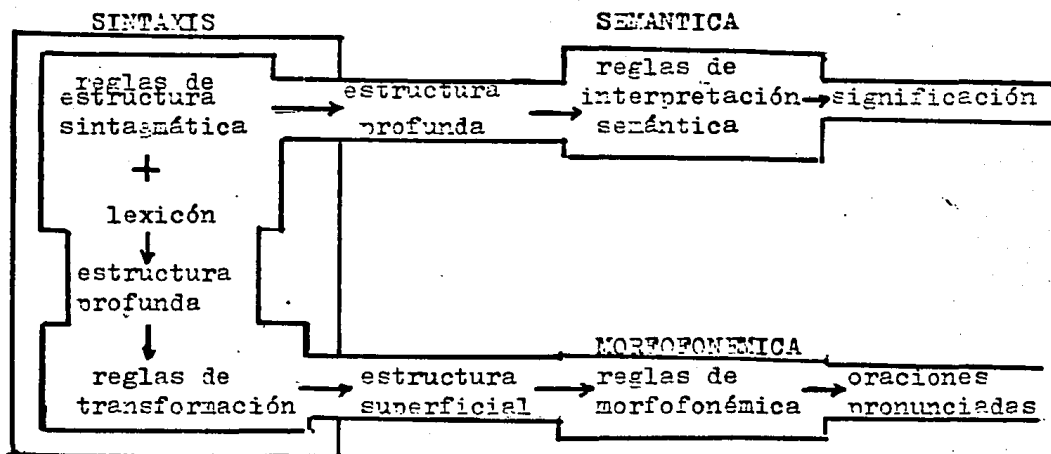 SINTAXIS
reglas de
estructura
sintagmática
+
lexicón
estructura
profunda
reglas de
transformación
estructura
profunda
SEMANTICA
reglas de
interpretación
semántica
significación
estructura
superficial
MORFOFONEMICA
reglas de
morfofonémica
oraciones
pronunciadas